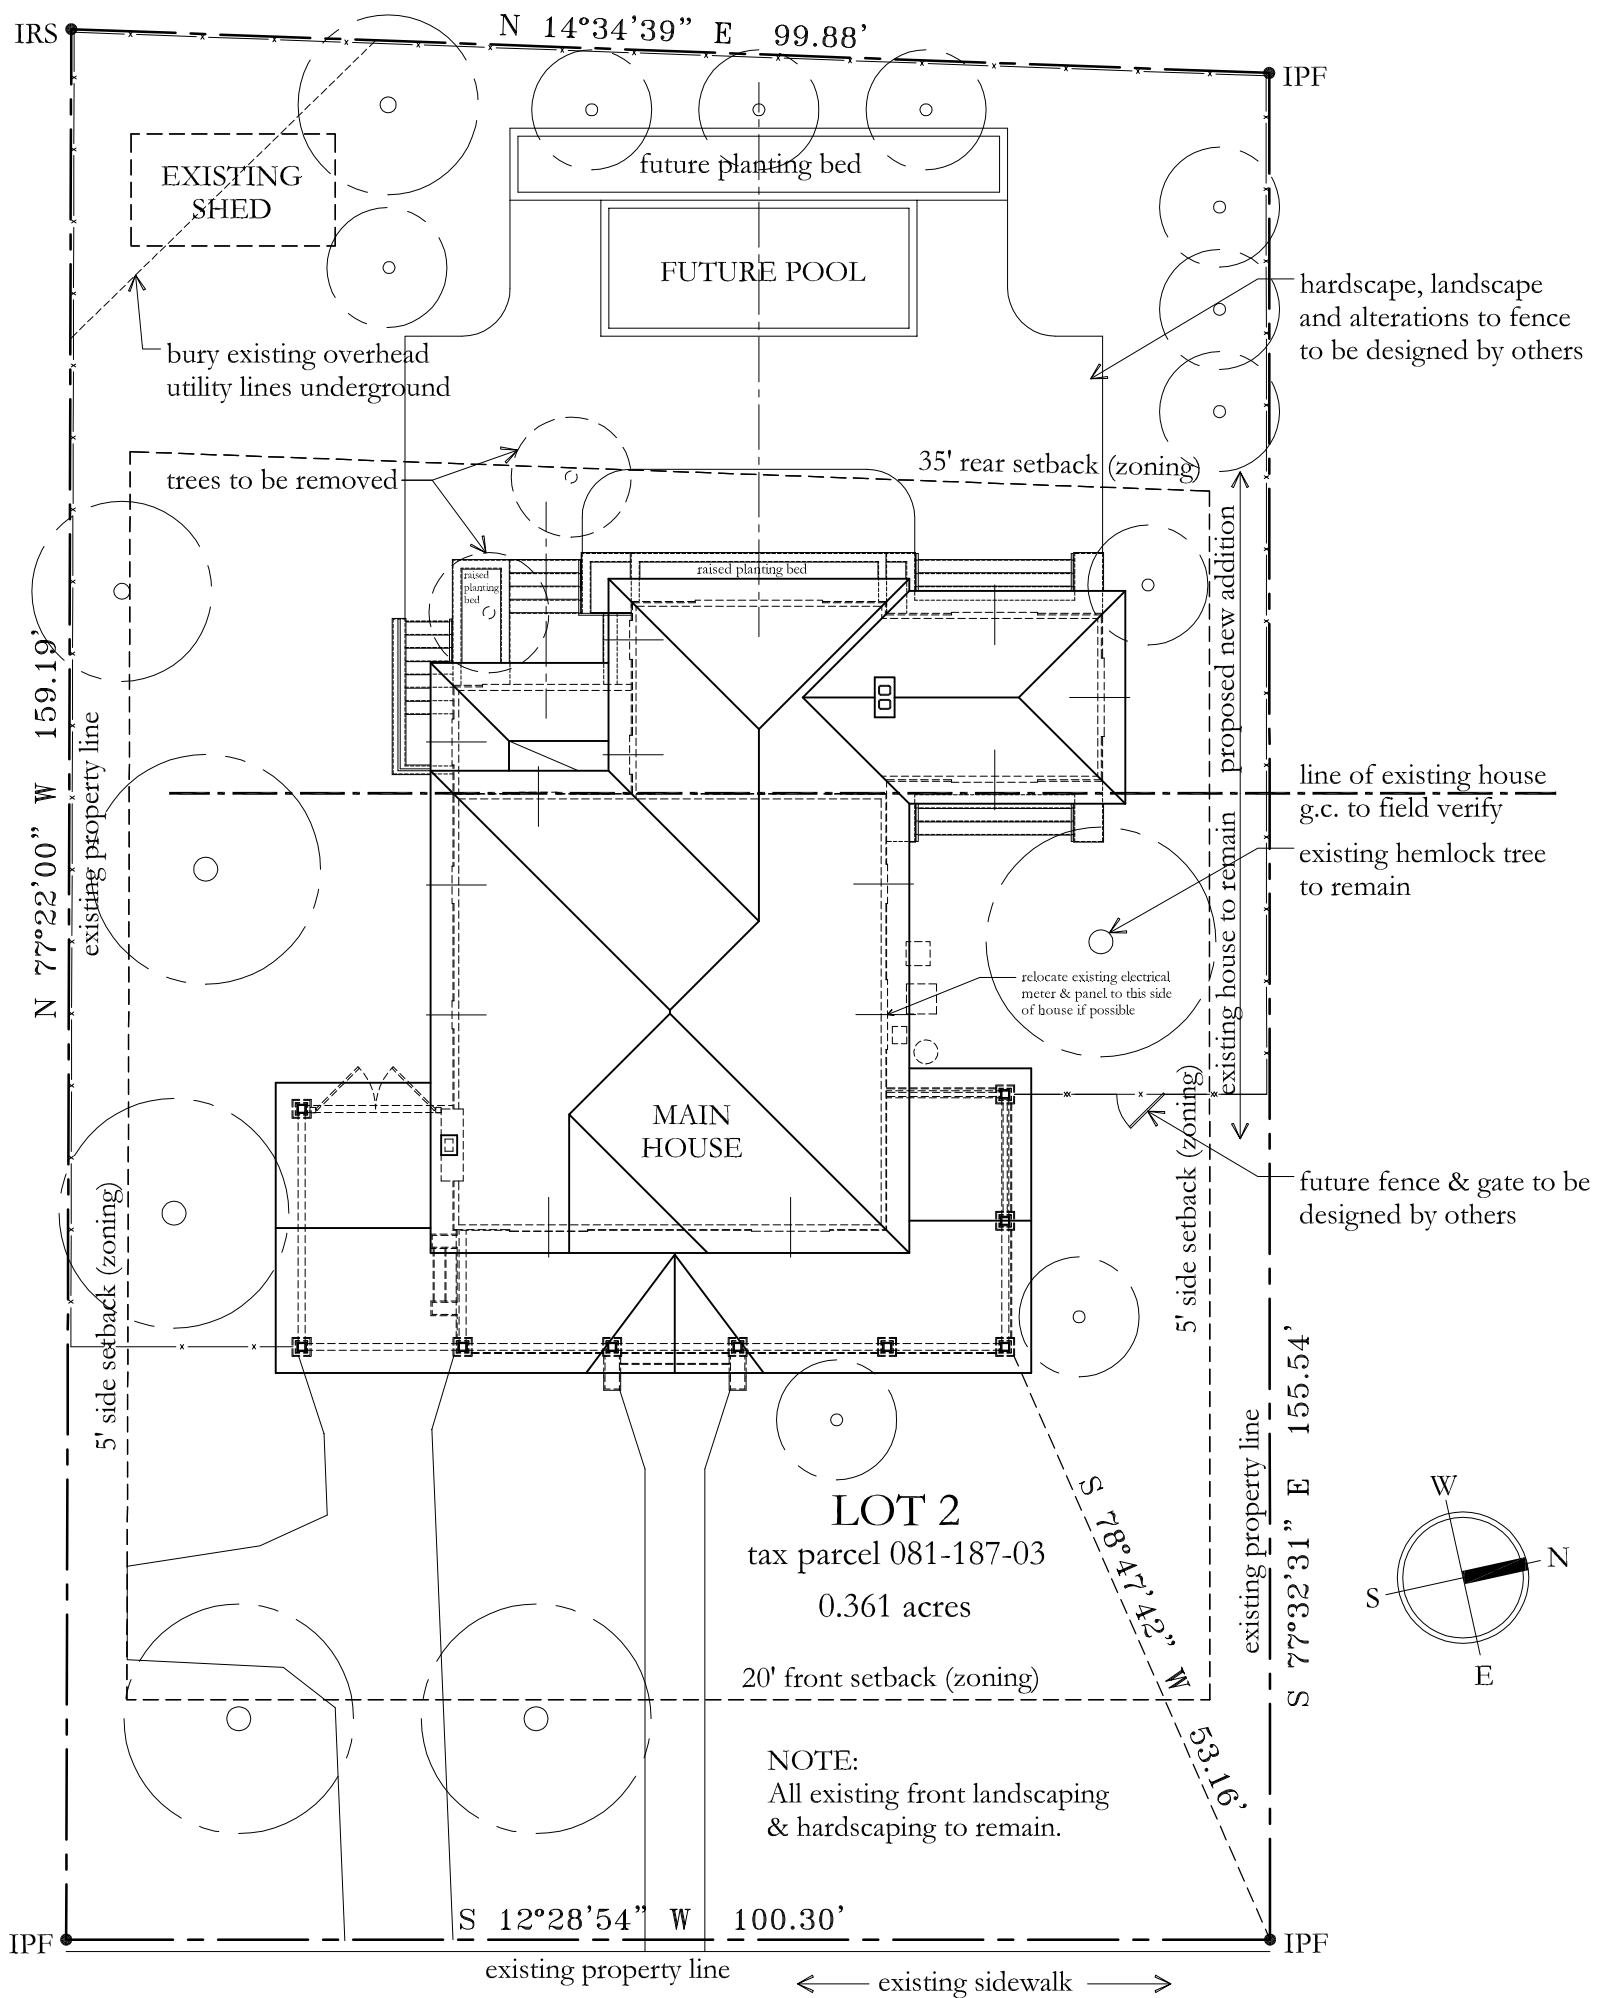 IRS
N 14°34'39" E 99.88'
IPF
EXISTING
SHED
future planting bed
FUTURE POOL
hardscape, landscape
and alterations to fence
to be designed by others
bury existing overhead
utility lines underground
35' rear setback (zoning)
trees to be removed
raised planting bed
raised
planting
bed
N 77°22'00" W 159.19'
existing property line
proposed new addition
existing house to remain
line of existing house
g.c. to field verify
existing hemlock tree
to remain
relocate existing electrical
meter & panel to this side
of house if possible
MAIN
HOUSE
5' side setback (zoning)
5' side setback (zoning)
future fence & gate to be
designed by others
S 77°32'31" E 155.54'
existing property line
LOT 2
tax parcel 081-187-03
0.361 acres
S 78°47'42" W 53.16'
W
N
S
E
20' front setback (zoning)
NOTE:
All existing front landscaping
& hardscaping to remain.
S 12°28'54" W 100.30'
IPF
IPF
existing property line
existing sidewalk